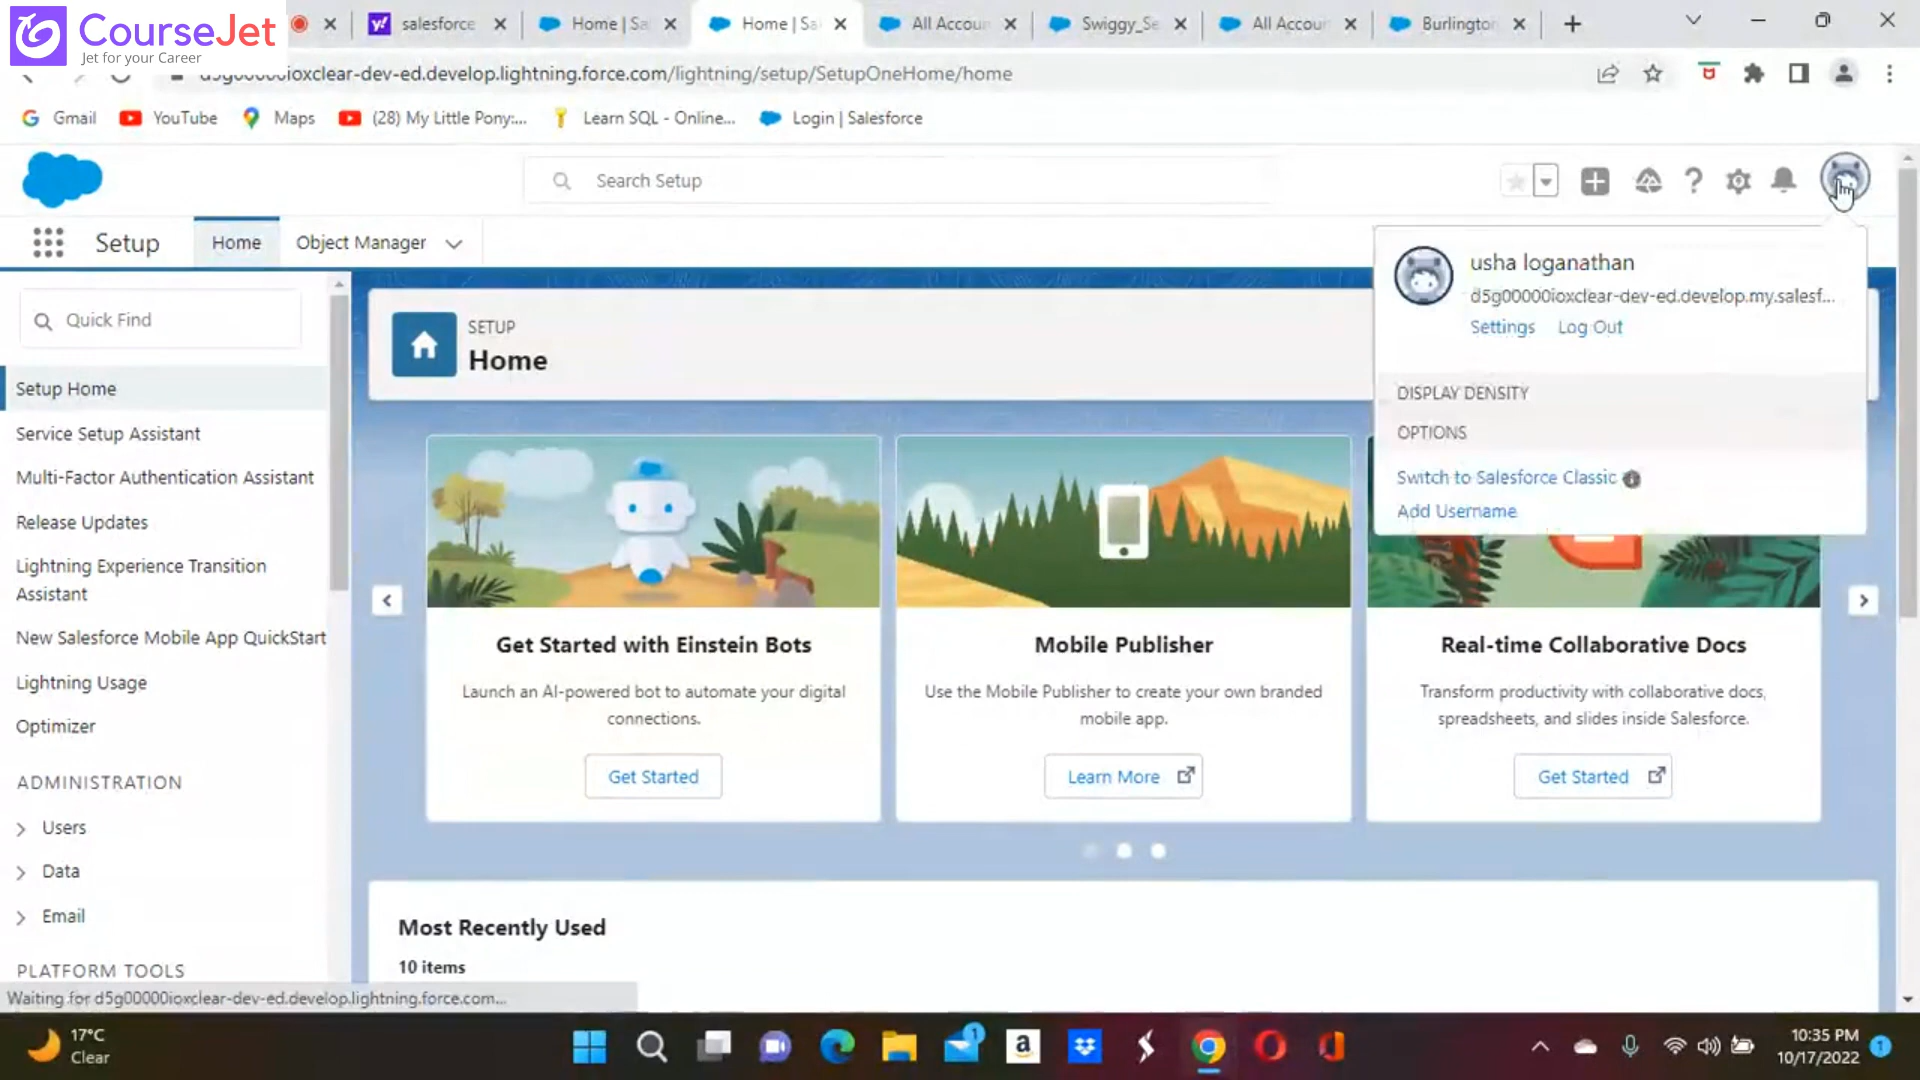 CourseJet
Jet for your Career
salesforce
Home | Sa
Home | Sa
All Accoun
Swiggy_Se
All Accoun
Burlington
d5g00000ioxclear-dev-ed.develop.lightning.force.com/lightning/setup/SetupOneHome/home
Gmail
YouTube
Maps
(28) My Little Pony:...
Learn SQL - Online...
Login | Salesforce
Search Setup
Setup
Home
Object Manager
usha loganathan
d5g00000ioxclear-dev-ed.develop.my.salesf...
Settings
Log Out
DISPLAY DENSITY
OPTIONS
Switch to Salesforce Classic
Add Username
Quick Find
Setup Home
Service Setup Assistant
Multi-Factor Authentication Assistant
Release Updates
Lightning Experience Transition
Assistant
New Salesforce Mobile App QuickStart
Lightning Usage
Optimizer
ADMINISTRATION
Users
Data
Email
PLATFORM TOOLS
SETUP
Home
Get Started with Einstein Bots
Launch an AI-powered bot to automate your digital
connections.
Get Started
Mobile Publisher
Use the Mobile Publisher to create your own branded
mobile app.
Learn More
Real-time Collaborative Docs
Transform productivity with collaborative docs,
spreadsheets, and slides inside Salesforce.
Get Started
Most Recently Used
10 items
Waiting for d5g00000ioxclear-dev-ed.develop.lightning.force.com...
17°C
Clear
1
10:35 PM
10/17/2022
1